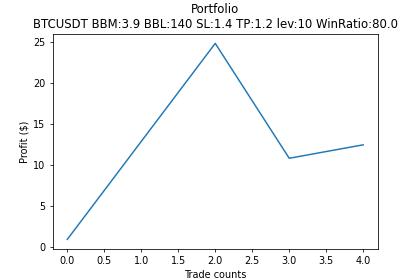 Portfolio
BTCUSDT BBM:3.9 BBL:140 SL:1.4 TP:1.2 lev:10 WinRatio:80.0
25
20
15
10
5
0
Profit ($)
0.0 0.5 1.0 1.5 2.0 2.5 3.0 3.5 4.0
Trade counts